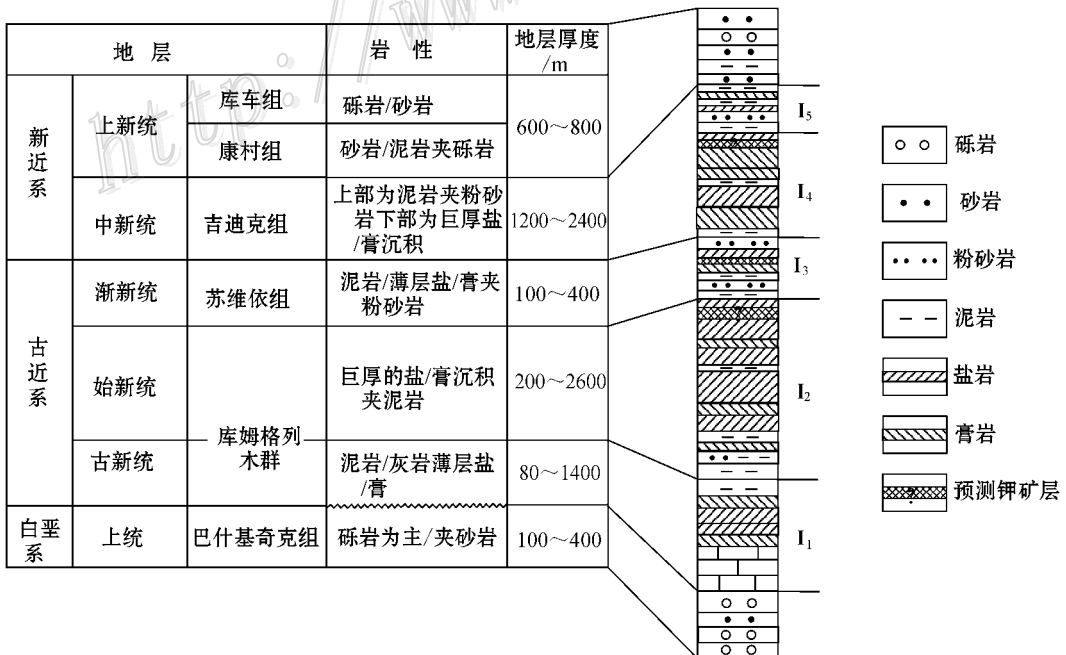 http://www
地 层
岩 性
地层厚度
/m
新近系
上新统
库车组
砾岩/砂岩
600～800
康村组
砂岩/泥岩夹砾岩
中新统
吉迪克组
上部为泥岩夹粉砂
岩下部为巨厚盐
/膏沉积
1200～2400
古近系
渐新统
苏维依组
泥岩/薄层盐/膏夹
粉砂岩
100～400
始新统
巨厚的盐/膏沉积
夹泥岩
200～2600
库姆格列
木群
古新统
泥岩/灰岩薄层盐
/膏
80～1400
白垩
系
上统
巴什基奇克组
砾岩为主/夹砂岩
100～400
I₅
I₄
I₃
?
I₂
I₁
砾岩
砂岩
粉砂岩
泥岩
盐岩
膏岩
?
预测钾矿层